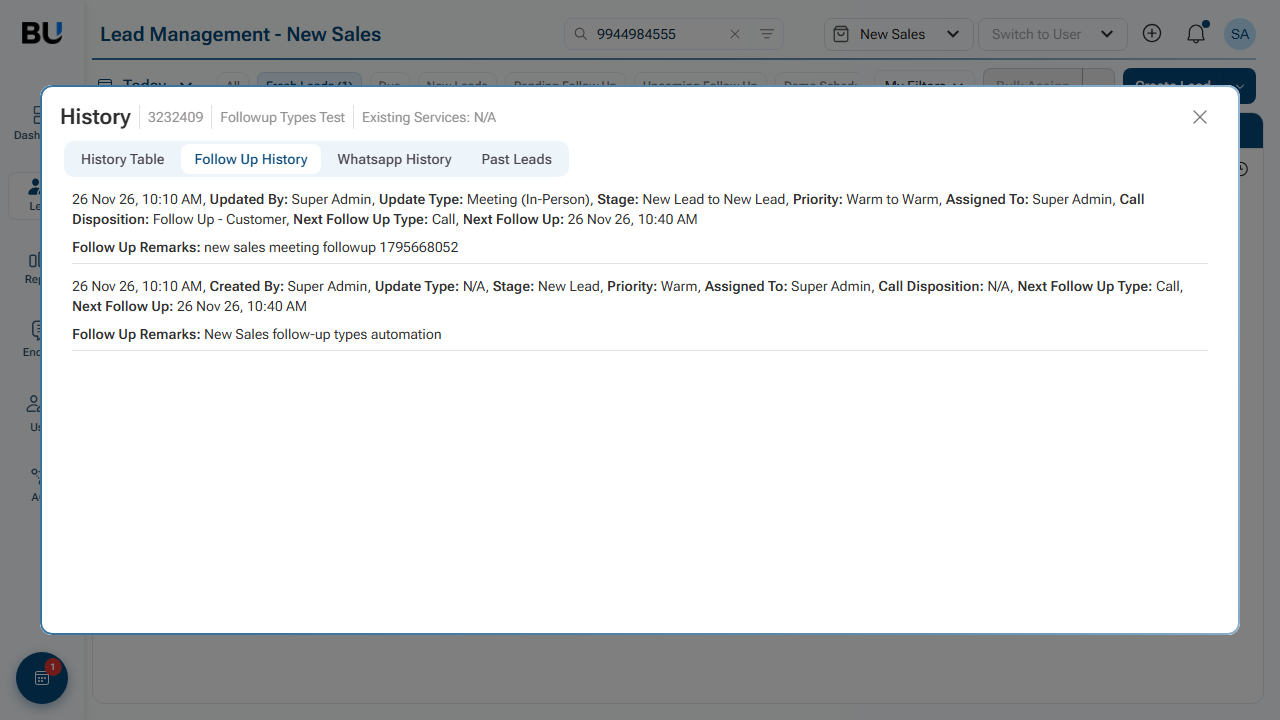 BU
Lead Management - New Sales
9944984555
New Sales
Switch to User
SA
Today
All
Fresh Leads (1)
Due
New Leads
Pending Follow Up
Upcoming Follow Up
My Filters
Bulk Assign
Create Lead
History
3232409
Followup Types Test
Existing Services: N/A
History Table
Follow Up History
Whatsapp History
Past Leads
26 Nov 26, 10:10 AM, Updated By: Super Admin, Update Type: Meeting (In-Person), Stage: New Lead to New Lead, Priority: Warm to Warm, Assigned To: Super Admin, Call
Disposition: Follow Up - Customer, Next Follow Up Type: Call, Next Follow Up: 26 Nov 26, 10:40 AM
Follow Up Remarks: new sales meeting followup 1795668052
26 Nov 26, 10:10 AM, Created By: Super Admin, Update Type: N/A, Stage: New Lead, Priority: Warm, Assigned To: Super Admin, Call Disposition: N/A, Next Follow Up Type: Call,
Next Follow Up: 26 Nov 26, 10:40 AM
Follow Up Remarks: New Sales follow-up types automation
1